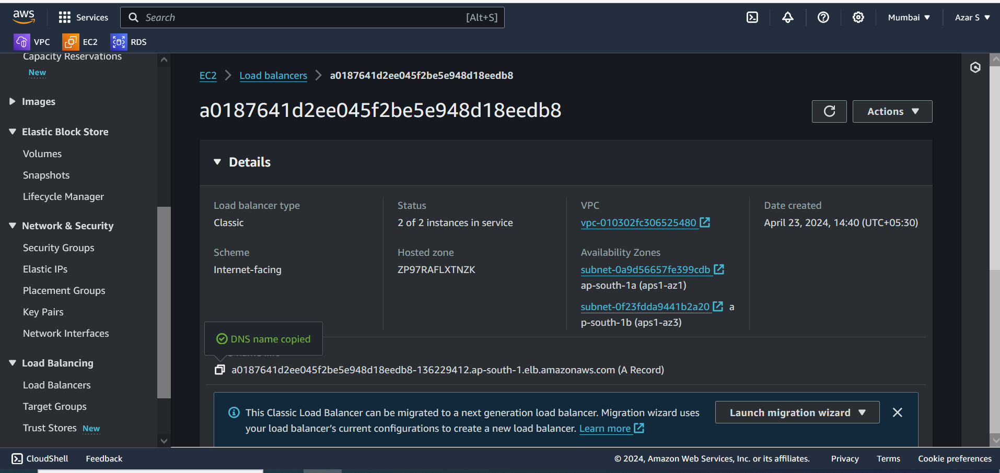 aws
Services
Search [Alt+S]
Mumbai
Azar S
VPC
EC2
RDS
Capacity Reservations
New
Images
Elastic Block Store
Volumes
Snapshots
Lifecycle Manager
Network & Security
Security Groups
Elastic IPs
Placement Groups
Key Pairs
Network Interfaces
Load Balancing
Load Balancers
Target Groups
Trust Stores New
EC2 > Load balancers > a0187641d2ee045f2be5e948d18eedb8
a0187641d2ee045f2be5e948d18eedb8
Actions
Details
Load balancer type
Classic
Status
2 of 2 instances in service
VPC
vpc-010302fc306525480
Date created
April 23, 2024, 14:40 (UTC+05:30)
Scheme
Internet-facing
Hosted zone
ZP97RAFLXTNZK
Availability Zones
subnet-0a9d56657fe399cdb
ap-south-1a (aps1-az1)
subnet-0f23fdda9441b2a20 a
p-south-1b (aps1-az3)
DNS name copied
a0187641d2ee045f2be5e948d18eedb8-136229412.ap-south-1.elb.amazonaws.com (A Record)
This Classic Load Balancer can be migrated to a next generation load balancer. Migration wizard uses
your load balancer's current configurations to create a new load balancer. Learn more
Launch migration wizard
CloudShell
Feedback
© 2024, Amazon Web Services, Inc. or its affiliates.
Privacy
Terms
Cookie preferences